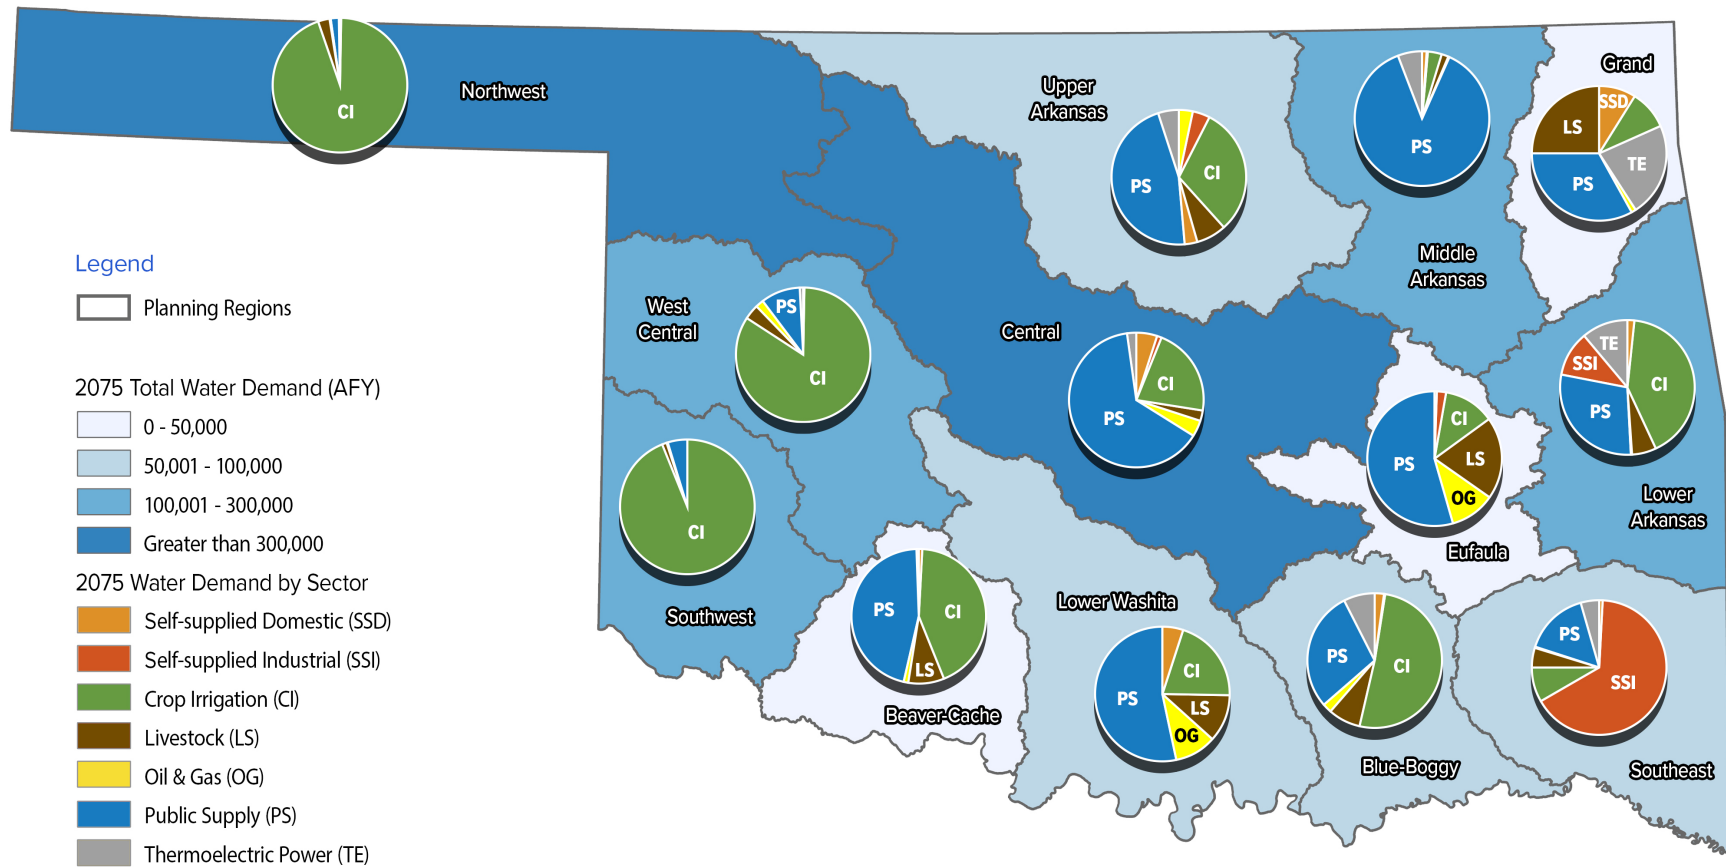 Northwest
CI
Upper
Arkansas
PS
CI
PS
Middle
Arkansas
Grand
SSD
LS
TE
PS
Legend
Planning Regions
2075 Total Water Demand (AFY)
0 - 50,000
50,001 - 100,000
100,001 - 300,000
Greater than 300,000
2075 Water Demand by Sector
Self-supplied Domestic (SSD)
Self-supplied Industrial (SSI)
Crop Irrigation (CI)
Livestock (LS)
Oil & Gas (OG)
Public Supply (PS)
Thermoelectric Power (TE)
West
Central
PS
CI
Central
CI
PS
TE
SSI
CI
PS
Lower
Arkansas
CI
PS
LS
OG
Eufaula
CI
Southwest
PS
CI
LS
Beaver-Cache
Lower Washita
CI
PS
LS
OG
PS
CI
Blue-Boggy
PS
SSI
Southeast